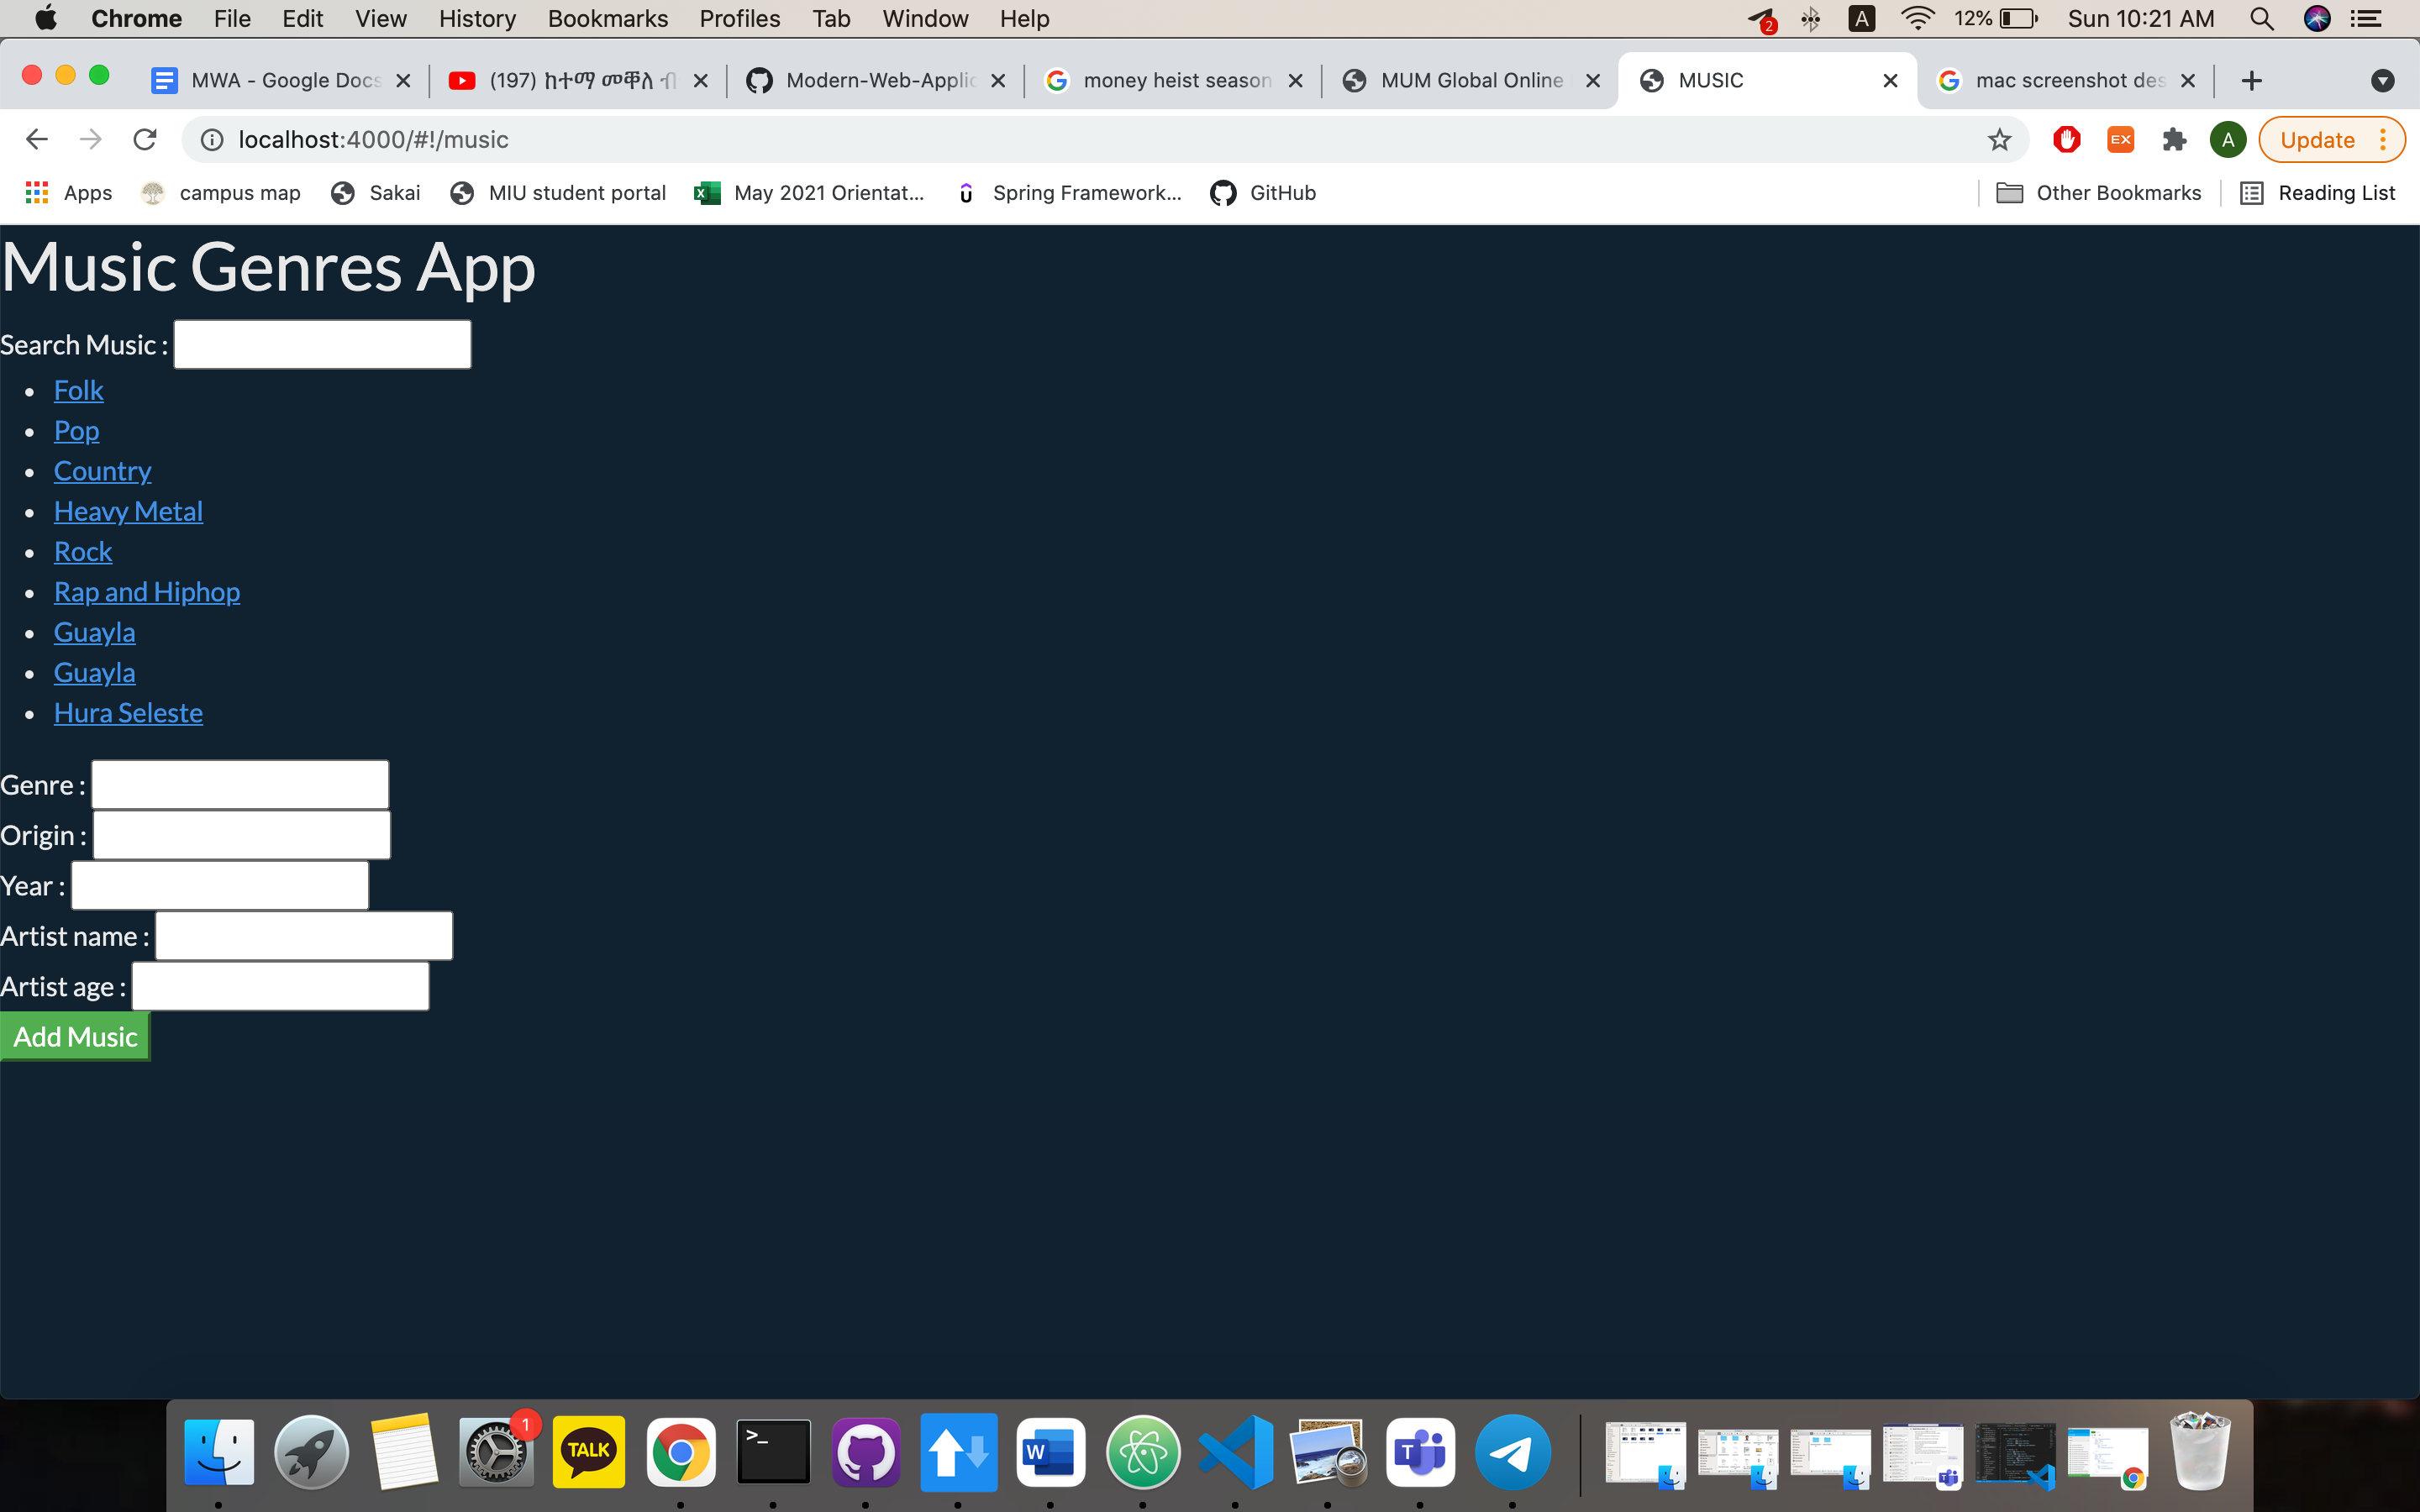 Chrome File Edit View History Bookmarks Profiles Tab Window Help 2 A 12% Sun 10:21 AM
MWA - Google Docs (197) ከተማ መቐለ ብ Modern-Web-Applic money heist season MUM Global Online MUSIC mac screenshot des
localhost:4000/#!/music EX A Update
Apps campus map Sakai MIU student portal May 2021 Orientat... Spring Framework... GitHub Other Bookmarks Reading List
Music Genres App
Search Music :
Folk
Pop
Country
Heavy Metal
Rock
Rap and Hiphop
Guayla
Guayla
Hura Seleste
Genre :
Origin :
Year :
Artist name :
Artist age :
Add Music
1 TALK >_ W T